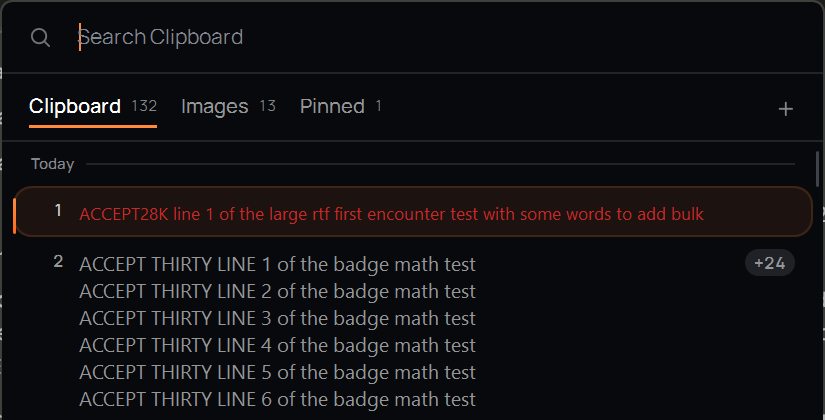 Search Clipboard
Clipboard 132 Images 13 Pinned 1 +
Today
1 ACCEPT28K line 1 of the large rtf first encounter test with some words to add bulk
2 ACCEPT THIRTY LINE 1 of the badge math test +24
ACCEPT THIRTY LINE 2 of the badge math test
ACCEPT THIRTY LINE 3 of the badge math test
ACCEPT THIRTY LINE 4 of the badge math test
ACCEPT THIRTY LINE 5 of the badge math test
ACCEPT THIRTY LINE 6 of the badge math test